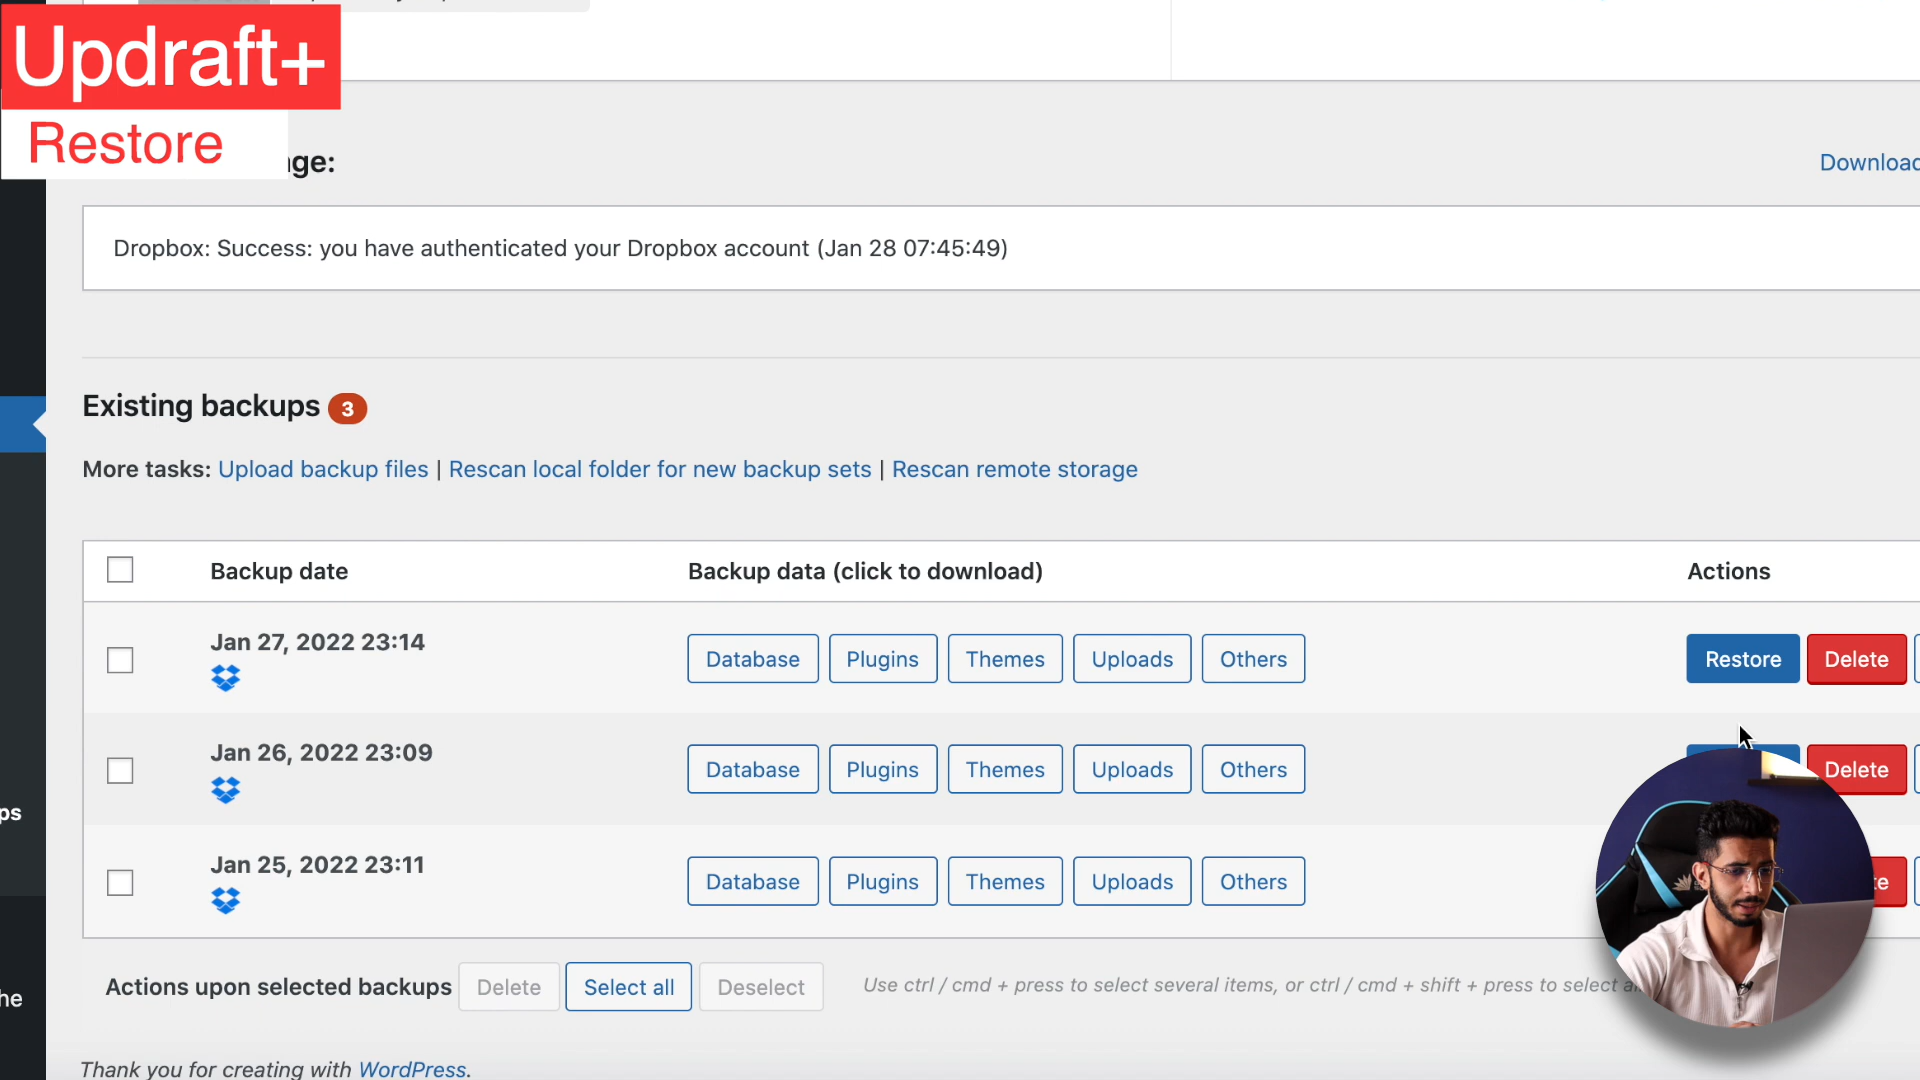 Updraft+
Restore
age:
Download
Dropbox: Success: you have authenticated your Dropbox account (Jan 28 07:45:49)
Existing backups 3
More tasks: Upload backup files | Rescan local folder for new backup sets | Rescan remote storage
Backup date Backup data (click to download) Actions
Jan 27, 2022 23:14 Database Plugins Themes Uploads Others Restore Delete
Jan 26, 2022 23:09 Database Plugins Themes Uploads Others Delete
Jan 25, 2022 23:11 Database Plugins Themes Uploads Others te
ps
he
Actions upon selected backups Delete Select all Deselect Use ctrl / cmd + press to select several items, or ctrl / cmd + shift + press to select
Thank you for creating with WordPress.